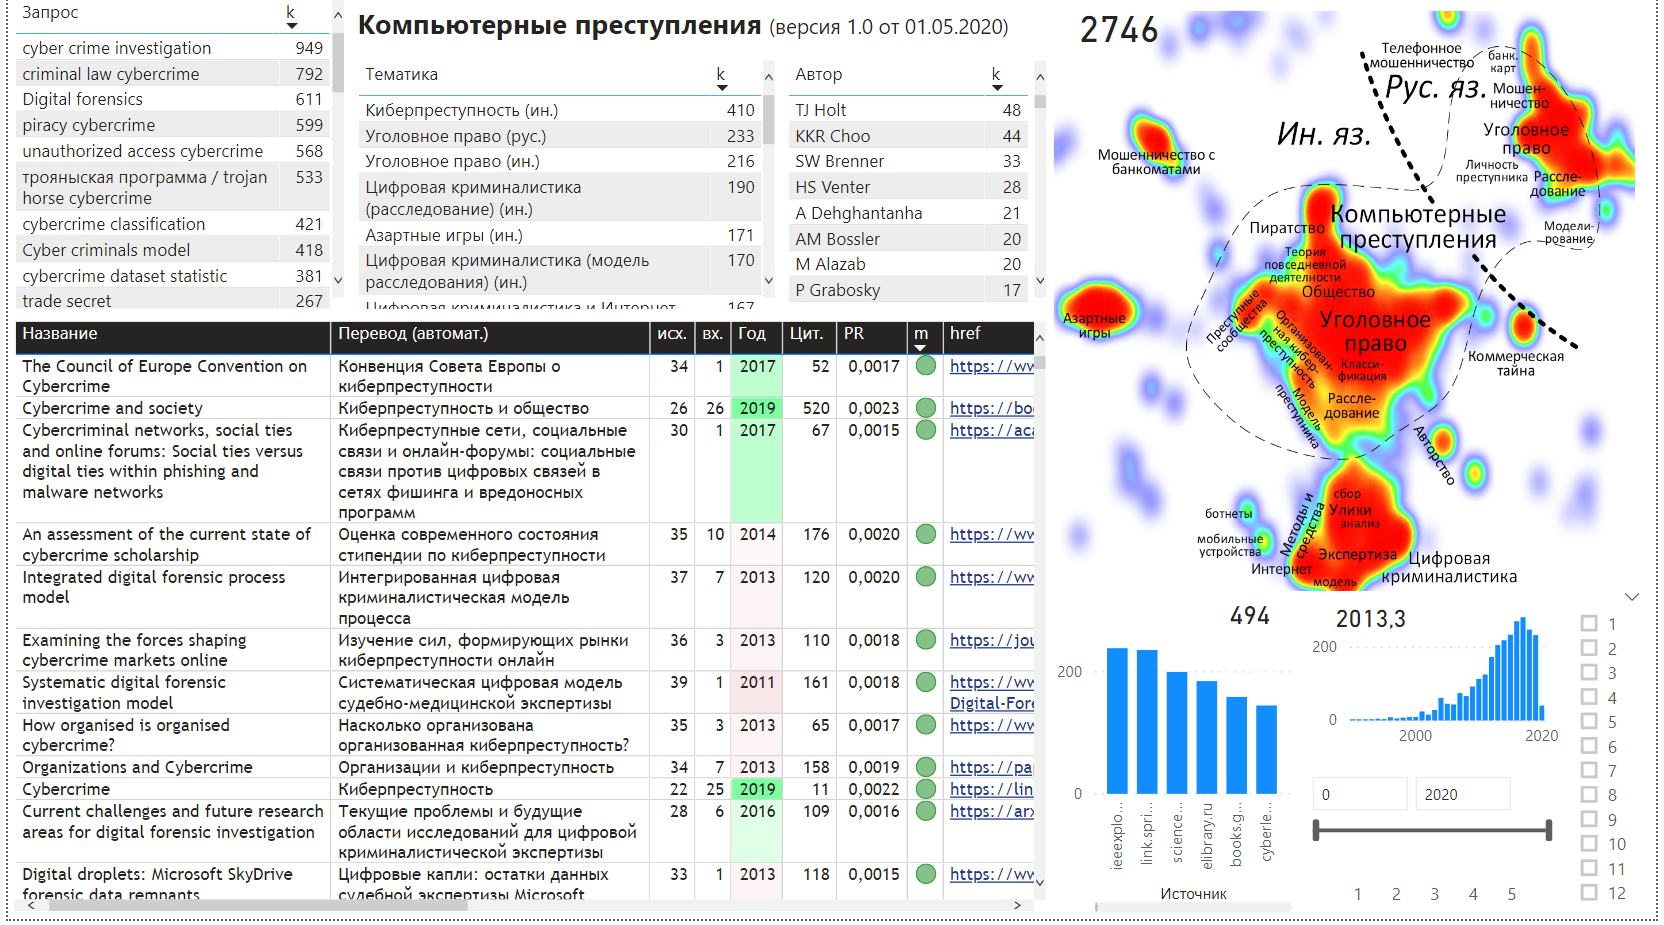 Запрос k
cyber crime investigation 949
criminal law cybercrime 792
Digital forensics 611
piracy cybercrime 599
unauthorized access cybercrime 568
трояныская программа / trojan 533
horse cybercrime
cybercrime classification 421
Cyber criminals model 418
cybercrime dataset statistic 381
trade secret 267
Компьютерные преступления (версия 1.0 от 01.05.2020)
Тематика k
Киберпреступность (ин.) 410
Уголовное право (рус.) 233
Уголовное право (ин.) 216
Цифровая криминалистика 190
(расследование) (ин.)
Азартные игры (ин.) 171
Цифровая криминалистика (модель 170
расследования) (ин.)
Цифровая криминалистика и Интернет 167
Автор k
TJ Holt 48
KKR Choo 44
SW Brenner 33
HS Venter 28
A Dehghantanha 21
AM Bossler 20
M Alazab 20
P Grabosky 17
2746
Телефонное
мошенничество
банк.
карт
Рус. яз.
Мошен-
ничество
Ин. яз.
Уголовное
право
Мошенничество с
банкоматами
Личность
преступника
Рассле-
дование
Компьютерные
преступления
Пиратство
Модели-
рование
Теория
повседневной
деятельности
Общество
Преступные
сообщества
Азартные
игры
Организован-
ная кибер-
преступность
Уголовное
право
Класси-
фикация
Коммерческая
тайна
Рассле-
дование
Модель
преступника
Авторство
сбор
Улики
анализ
ботнеты
Методы и
средства
мобильные
устройства
Экспертиза
Интернет
модель
Цифровая
криминалистика
Название Перевод (автомат.) исх. вх. Год Цит. PR m href
The Council of Europe Convention on Конвенция Совета Европы о 34 1 2017 52 0,0017 https://ww
Cybercrime киберпреступности
Cybercrime and society Киберпреступность и общество 26 26 2019 520 0,0023 https://bo
Cybercriminal networks, social ties Киберпреступные сети, социальные 30 1 2017 67 0,0015 https://aca
and online forums: Social ties versus связи и онлайн-форумы: социальные
digital ties within phishing and связи против цифровых связей в
malware networks сетях фишинга и вредоносных
программ
An assessment of the current state of Оценка современного состояния 35 10 2014 176 0,0020 https://ww
cybercrime scholarship стипендии по киберпреступности
Integrated digital forensic process Интегрированная цифровая 37 7 2013 120 0,0020 https://ww
model криминалистическая модель
процесса
Examining the forces shaping Изучение сил, формирующих рынки 36 3 2013 110 0,0018 https://jou
cybercrime markets online киберпреступности онлайн
Systematic digital forensic Систематическая цифровая модель 39 1 2011 161 0,0018 https://ww
investigation model судебно-медицинской экспертизы Digital-Fore
How organised is organised Насколько организована 35 3 2013 65 0,0017 https://ww
cybercrime? организованная киберпреступность?
Organizations and Cybercrime Организации и киберпреступность 34 7 2013 158 0,0019 https://pa
Cybercrime Киберпреступность 22 25 2019 11 0,0022 https://lin
Current challenges and future research Текущие проблемы и будущие 28 6 2016 109 0,0016 https://arx
areas for digital forensic investigation области исследований для цифровой
криминалистической экспертизы
Digital droplets: Microsoft SkyDrive Цифровые капли: остатки данных 33 1 2013 118 0,0015 https://ww
forensic data remnants судебной экспертизы Microsoft
494
200
0
ieeexplo...
link.spri...
science...
elibrary.ru
books.g...
cyberle...
Источник
2013,3
200
0
2000 2020
0 2020
1 2 3 4 5
1
2
3
4
5
6
7
8
9
10
11
12